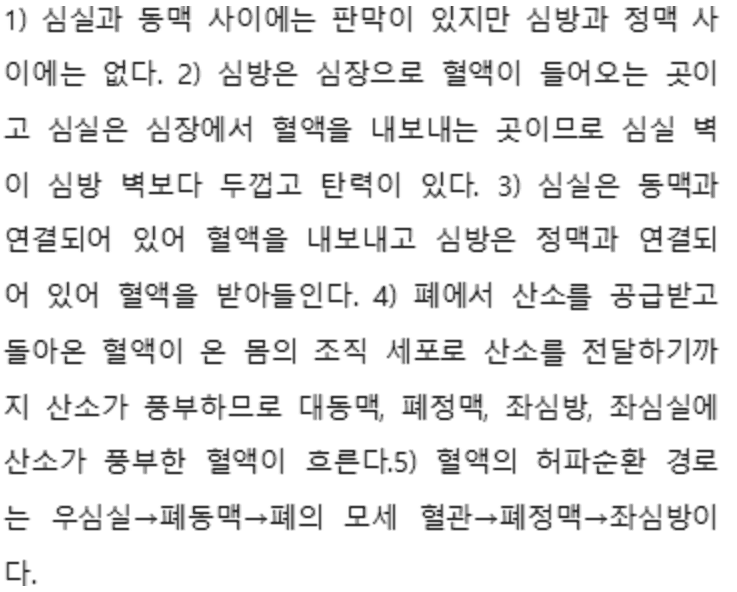 1) 심실과 동맥 사이에는 판막이 있지만 심방과 정맥 사
이에는 없다. 2) 심방은 심장으로 혈액이 들어오는 곳이
고 심실은 심장에서 혈액을 내보내는 곳이므로 심실 벽
이 심방 벽보다 두껍고 탄력이 있다. 3) 심실은 동맥과
연결되어 있어 혈액을 내보내고 심방은 정맥과 연결되
어 있어 혈액을 받아들인다. 4) 폐에서 산소를 공급받고
돌아온 혈액이 온 몸의 조직 세포로 산소를 전달하기까
지 산소가 풍부하므로 대동맥, 폐정맥, 좌심방, 좌심실에
산소가 풍부한 혈액이 흐른다.5) 혈액의 허파순환 경로
는 우심실→폐동맥→폐의 모세 혈관→폐정맥→좌심방이
다.